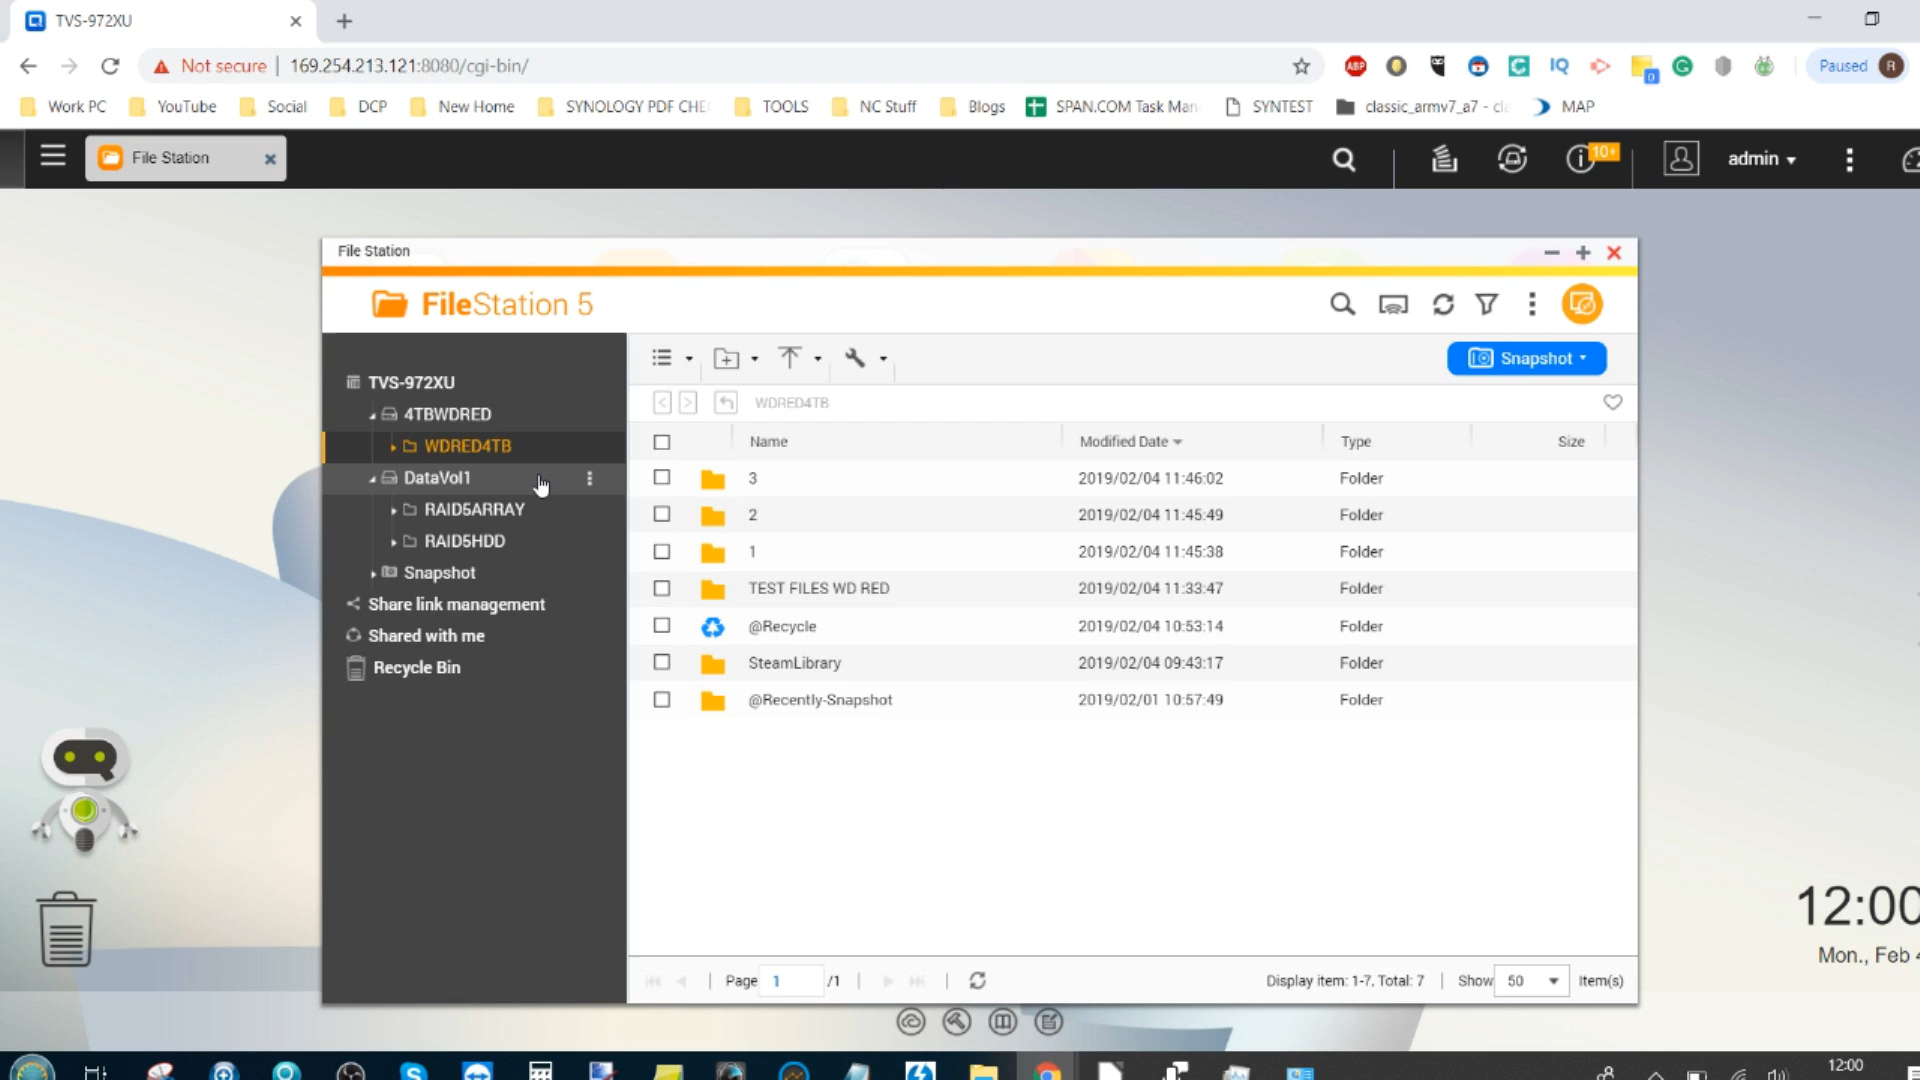 TVS-972XU
Not secure | 169.254.213.121:8080/cgi-bin/
ABP
IQ
0
Paused R
Work PC YouTube Social DCP New Home SYNOLOGY PDF CHE TOOLS NC Stuff Blogs SPAN.COM Task Man SYNTEST classic_armv7_a7 - cla MAP
File Station
10+
admin
File Station
FileStation 5
Snapshot
TVS-972XU
4TBWDRED
WDRED4TB
DataVol1
RAID5ARRAY
RAID5HDD
Snapshot
Share link management
Shared with me
Recycle Bin
WDRED4TB
Name Modified Date Type Size
3 2019/02/04 11:46:02 Folder
2 2019/02/04 11:45:49 Folder
1 2019/02/04 11:45:38 Folder
TEST FILES WD RED 2019/02/04 11:33:47 Folder
@Recycle 2019/02/04 10:53:14 Folder
SteamLibrary 2019/02/04 09:43:17 Folder
@Recently-Snapshot 2019/02/01 10:57:49 Folder
Page 1 /1
Display item: 1-7, Total: 7 | Show 50 Item(s)
12:00
Mon., Feb
12:00